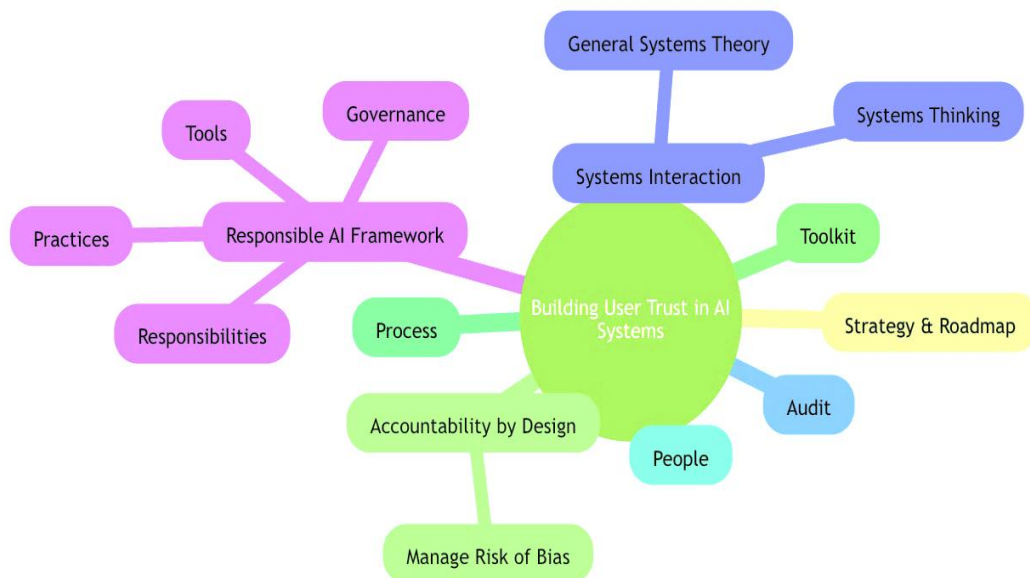 General Systems Theory
Governance
Systems Thinking
Tools
Systems Interaction
Practices
Responsible AI Framework
Toolkit
Building User Trust in AI
Systems
Responsibilities
Process
Strategy & Roadmap
Audit
Accountability by Design
People
Manage Risk of Bias